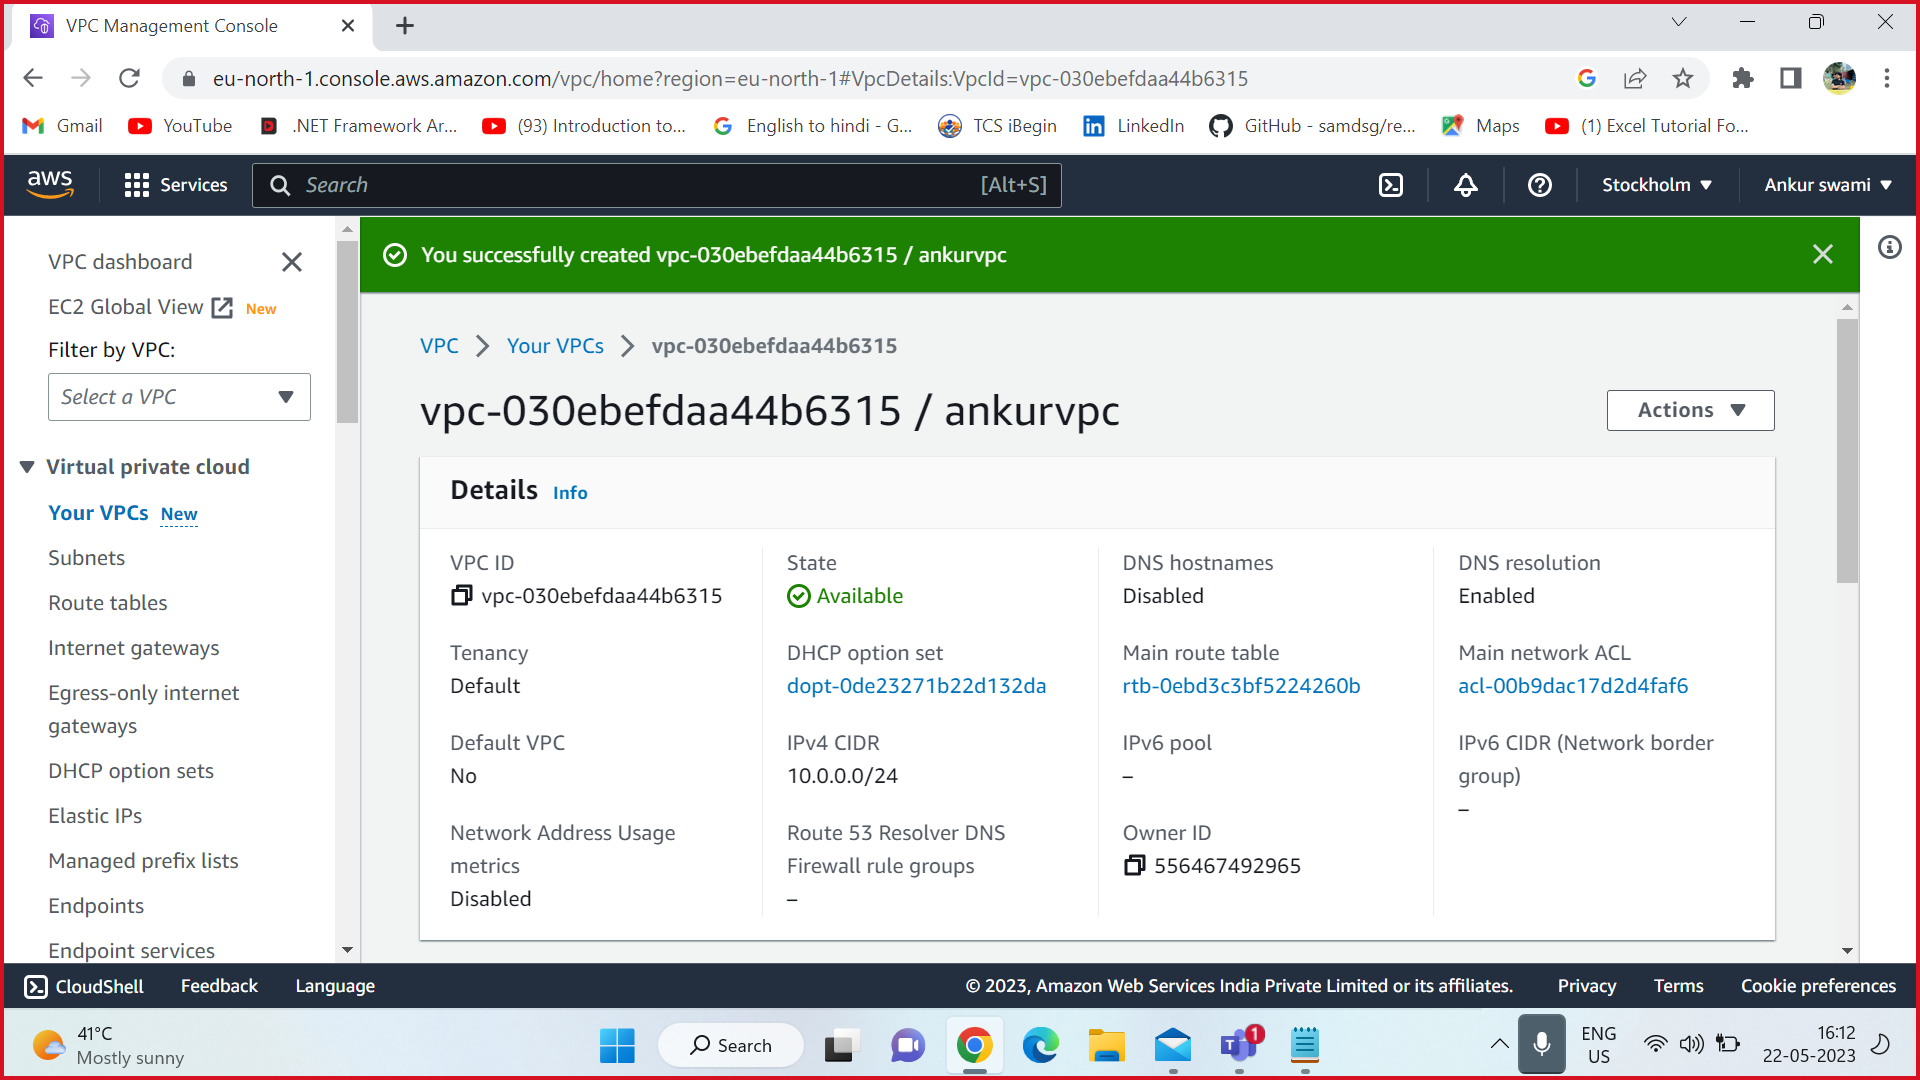 VPC Management Console
eu-north-1.console.aws.amazon.com/vpc/home?region=eu-north-1#VpcDetails:VpcId=vpc-030ebefdaa44b6315
Gmail YouTube .NET Framework Ar... (93) Introduction to... English to hindi - G... TCS iBegin LinkedIn GitHub - samdsg/re... Maps (1) Excel Tutorial Fo...
aws Services Search [Alt+S] Stockholm Ankur swami
VPC dashboard
EC2 Global View New
Filter by VPC:
Select a VPC
Virtual private cloud
Your VPCs New
Subnets
Route tables
Internet gateways
Egress-only internet
gateways
DHCP option sets
Elastic IPs
Managed prefix lists
Endpoints
Endpoint services
You successfully created vpc-030ebefdaa44b6315 / ankurvpc
VPC Your VPCs vpc-030ebefdaa44b6315
vpc-030ebefdaa44b6315 / ankurvpc
Actions
Details Info
VPC ID
vpc-030ebefdaa44b6315
State
Available
DNS hostnames
Disabled
DNS resolution
Enabled
Tenancy
Default
DHCP option set
dopt-0de23271b22d132da
Main route table
rtb-0ebd3c3bf5224260b
Main network ACL
acl-00b9dac17d2d4faf6
Default VPC
No
IPv4 CIDR
10.0.0.0/24
IPv6 pool
–
IPv6 CIDR (Network border
group)
–
Network Address Usage
metrics
Disabled
Route 53 Resolver DNS
Firewall rule groups
–
Owner ID
556467492965
CloudShell Feedback Language © 2023, Amazon Web Services India Private Limited or its affiliates. Privacy Terms Cookie preferences
41°C
Mostly sunny
Search
1
ENG
US
16:12
22-05-2023